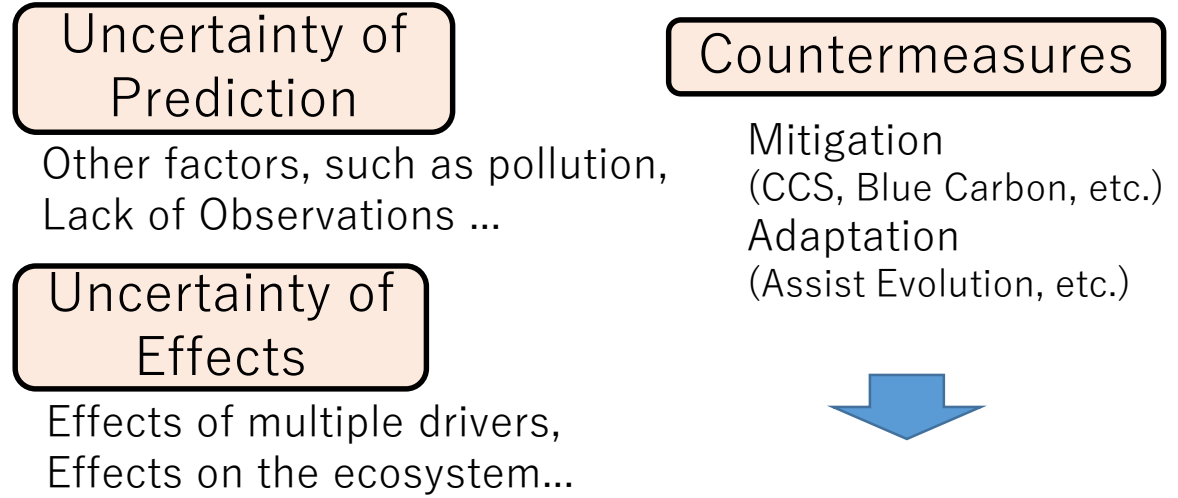 Uncertainty of
Prediction
Other factors, such as pollution,
Lack of Observations ...
Uncertainty of
Effects
Effects of multiple drivers,
Effects on the ecosystem...
Countermeasures
Mitigation
(CCS, Blue Carbon, etc.)
Adaptation
(Assist Evolution, etc.)